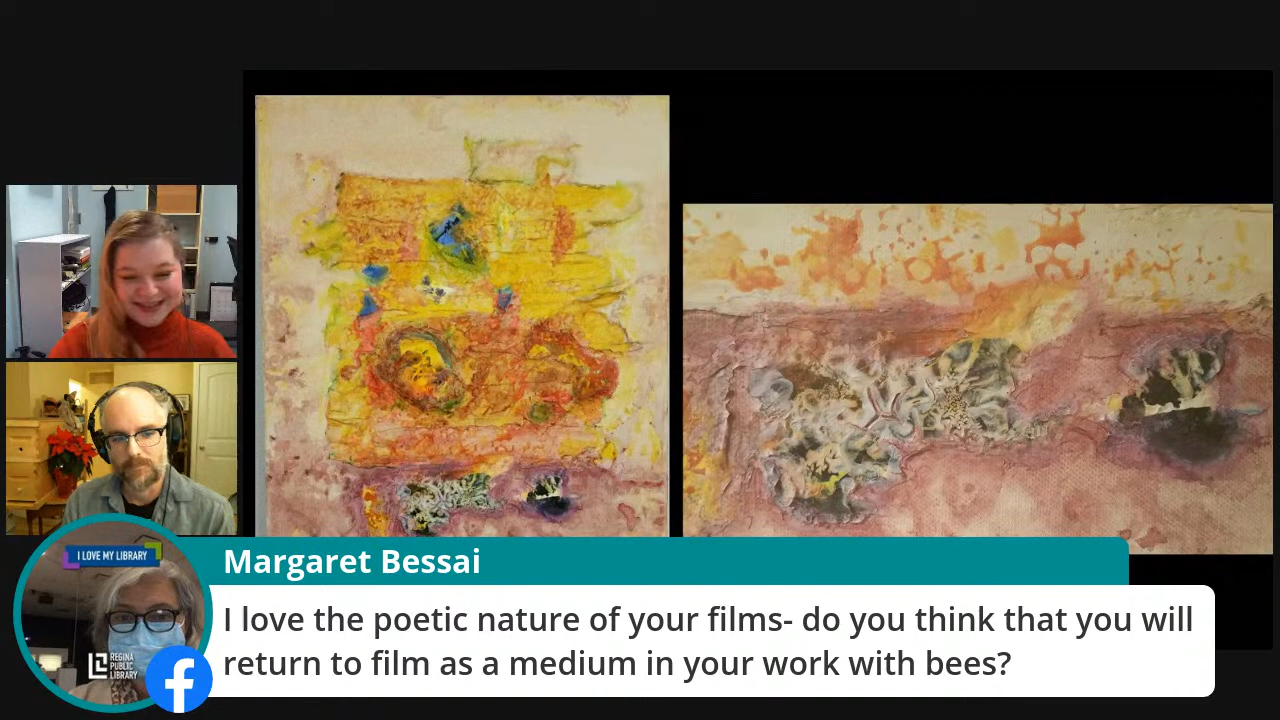 Margaret Bessai
I love the poetic nature of your films- do you think that you will
return to film as a medium in your work with bees?
I LOVE MY LIBRARY
REGINA
PUBLIC
LIBRARY